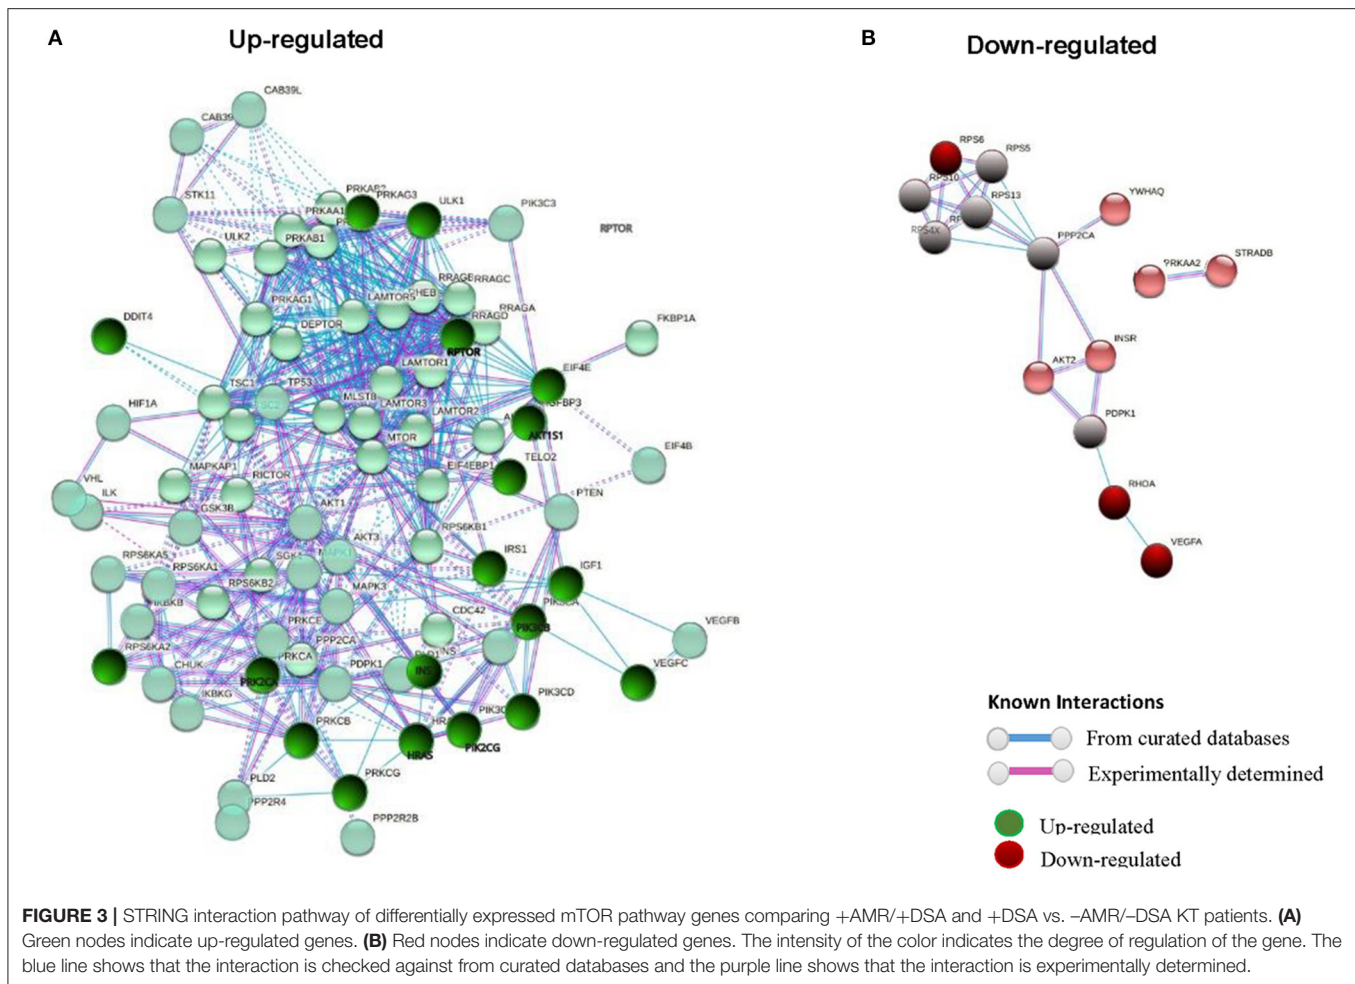 A
Up-regulated
B
Down-regulated
CAB39L
CAB39
STK11
PRKAB2
PRKAG3
PRKAA1
ULK1
PIK3C3
RPTOR
ULK2
PRKAB1
RRAGC
LAMTOR5
PRKAG1
DEPTOR
RRAGA
RRAGD
DDIT4
RPTOR
FKBP1A
LAMTOR1
EIF4E
TSC1
TP53
HIF1A
LAMTOR3
LAMTOR2
AKT1S1
MTOR
EIF4B
TELO2
MAPKAP1
RICTOR
EIF4EBP1
VHL
ILK
GSK3B
AKT1
PTEN
RPS6KB1
AKT3
RPS6KA5
RPS6KA1
MAPK1
IRS1
IGF1
RPS6KB2
MAPK3
CDC42
PIK3CB
VEGFB
PRKCE
PPP2CA
RPS6KA2
CHUK
PRKCA
PRK2CA
PDPK1
INS
VEGFC
IKBKG
PIK3CD
PRKCB
HRAS
PIK2CG
PLD2
PRKCG
PPP2R4
PPP2R2B
RPS6
RPS5
RPS10
RPS13
YWHAQ
RPS4X
PPP2CA
STRADB
PRKAA2
INSR
AKT2
PDPK1
RHOA
VEGFA
Known Interactions
From curated databases
Experimentally determined
Up-regulated
Down-regulated
FIGURE 3 | STRING interaction pathway of differentially expressed mTOR pathway genes comparing +AMR/+DSA and +DSA vs. –AMR/–DSA KT patients. (A)
Green nodes indicate up-regulated genes. (B) Red nodes indicate down-regulated genes. The intensity of the color indicates the degree of regulation of the gene. The
blue line shows that the interaction is checked against from curated databases and the purple line shows that the interaction is experimentally determined.